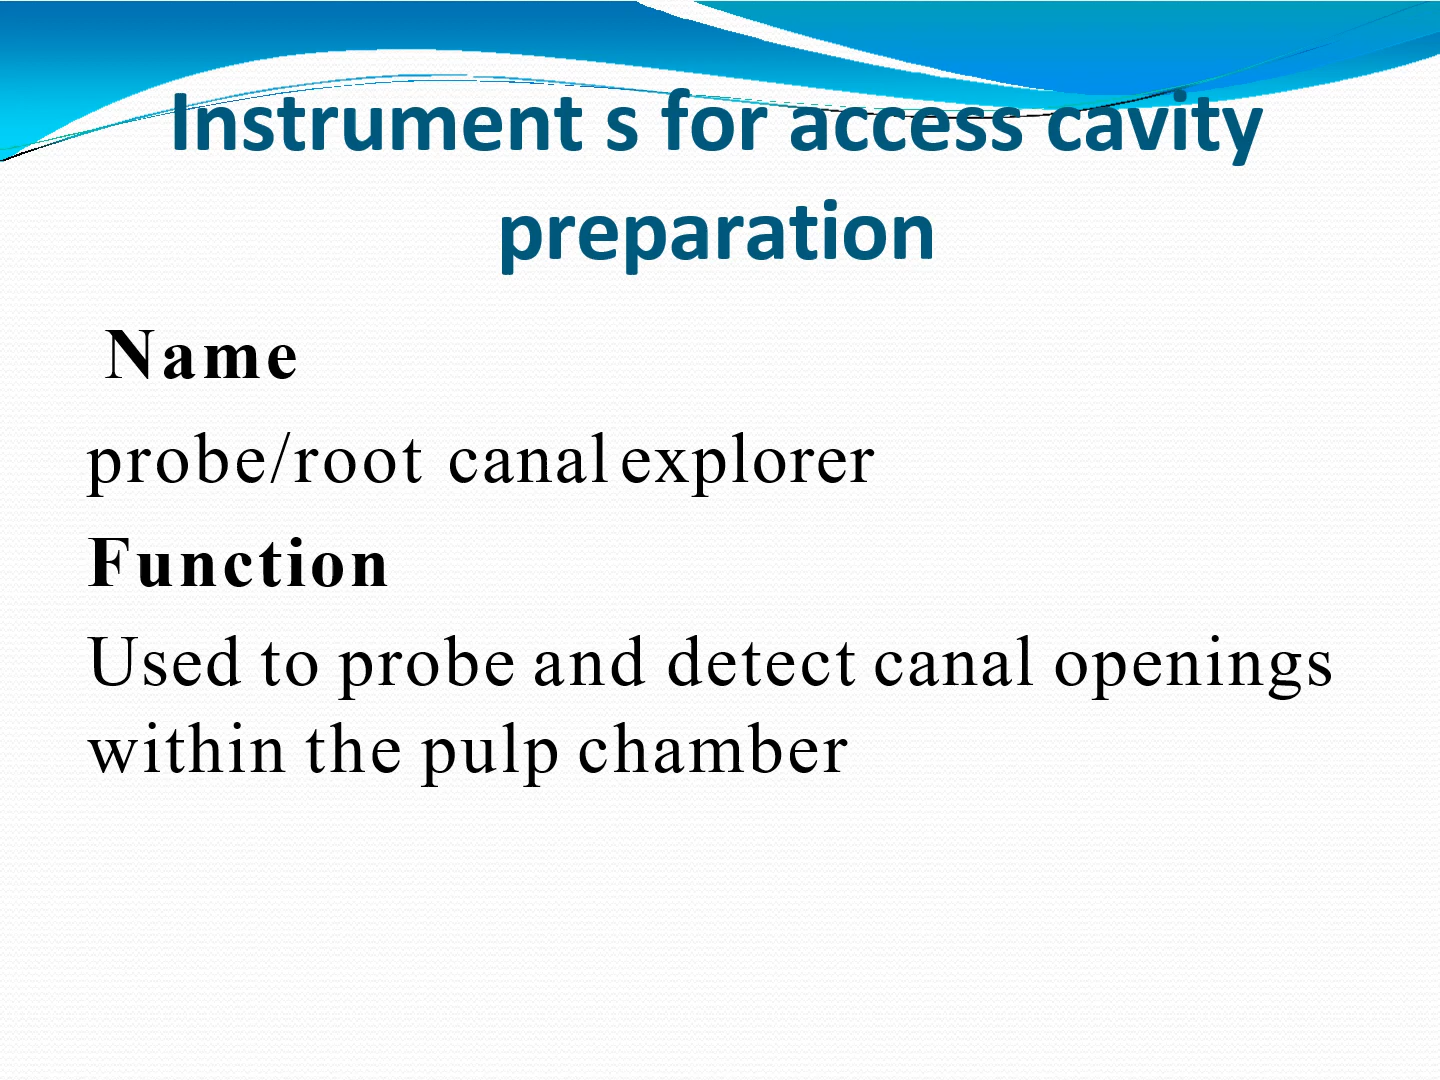 Instrument s for access cavity
preparation
Name
probe/root canal explorer
Function
Used to probe and detect canal openings
within the pulp chamber